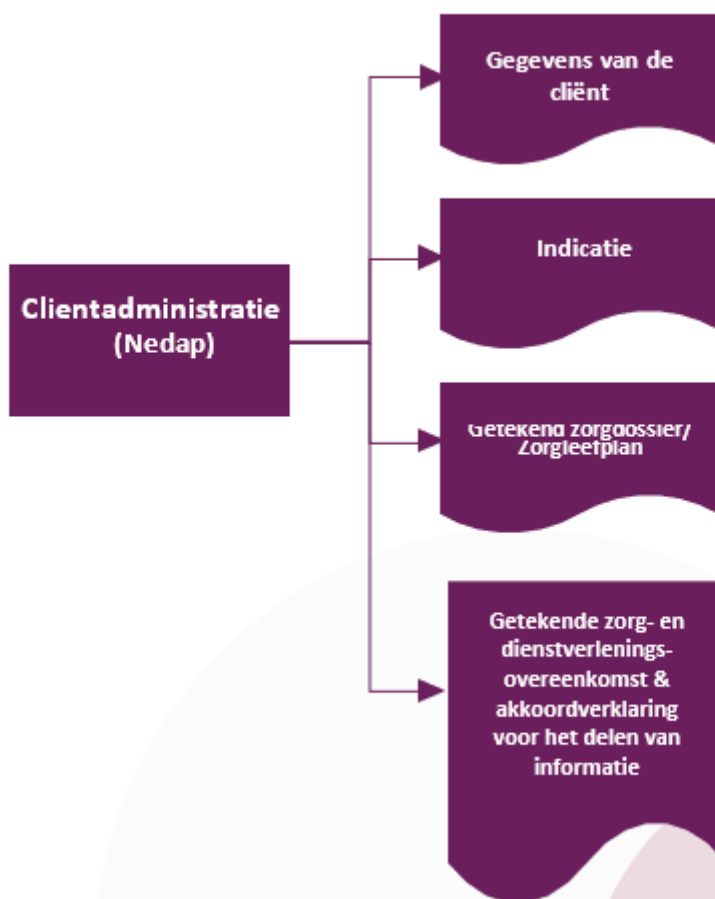 Gegevens van de
cliënt
Indicatie
Clientadministratie
(Nedap)
Getekend zorgdossier/
Zorgleefplan
Getekende zorg- en
dienstverlenings-
overeenkomst &
akkoordverklaring
voor het delen van
informatie